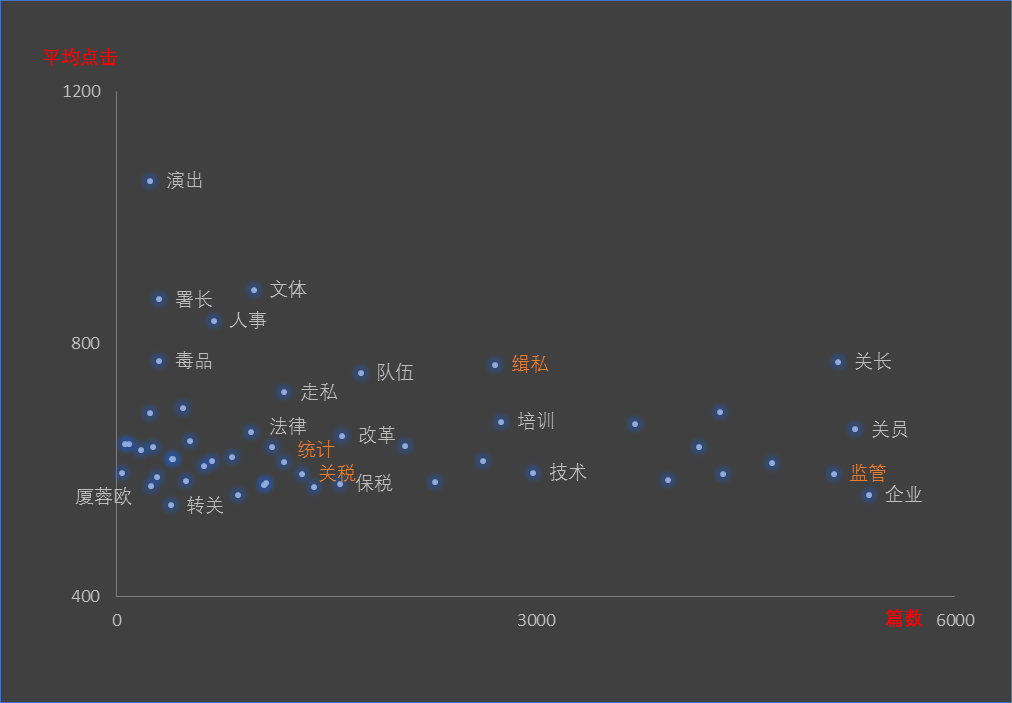 平均点击
1200
演出
文体
署长
人事
800
毒品
关长
缉私
队伍
走私
培训
法律
关员
改革
统计
关税
技术
监管
保税
厦蓉欧
企业
转关
400
0
3000
篇数
6000